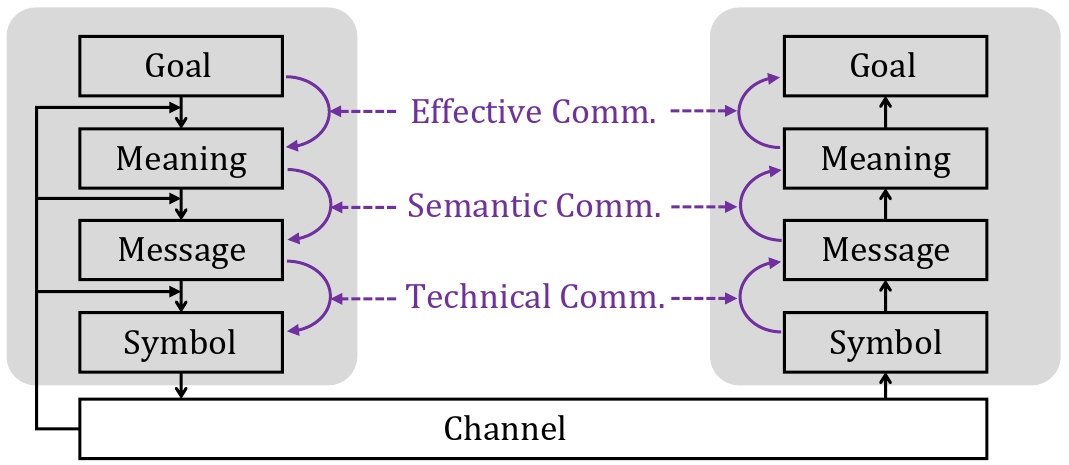 Goal
Meaning
Message
Symbol
Effective Comm.
Semantic Comm.
Technical Comm.
Goal
Meaning
Message
Symbol
Channel